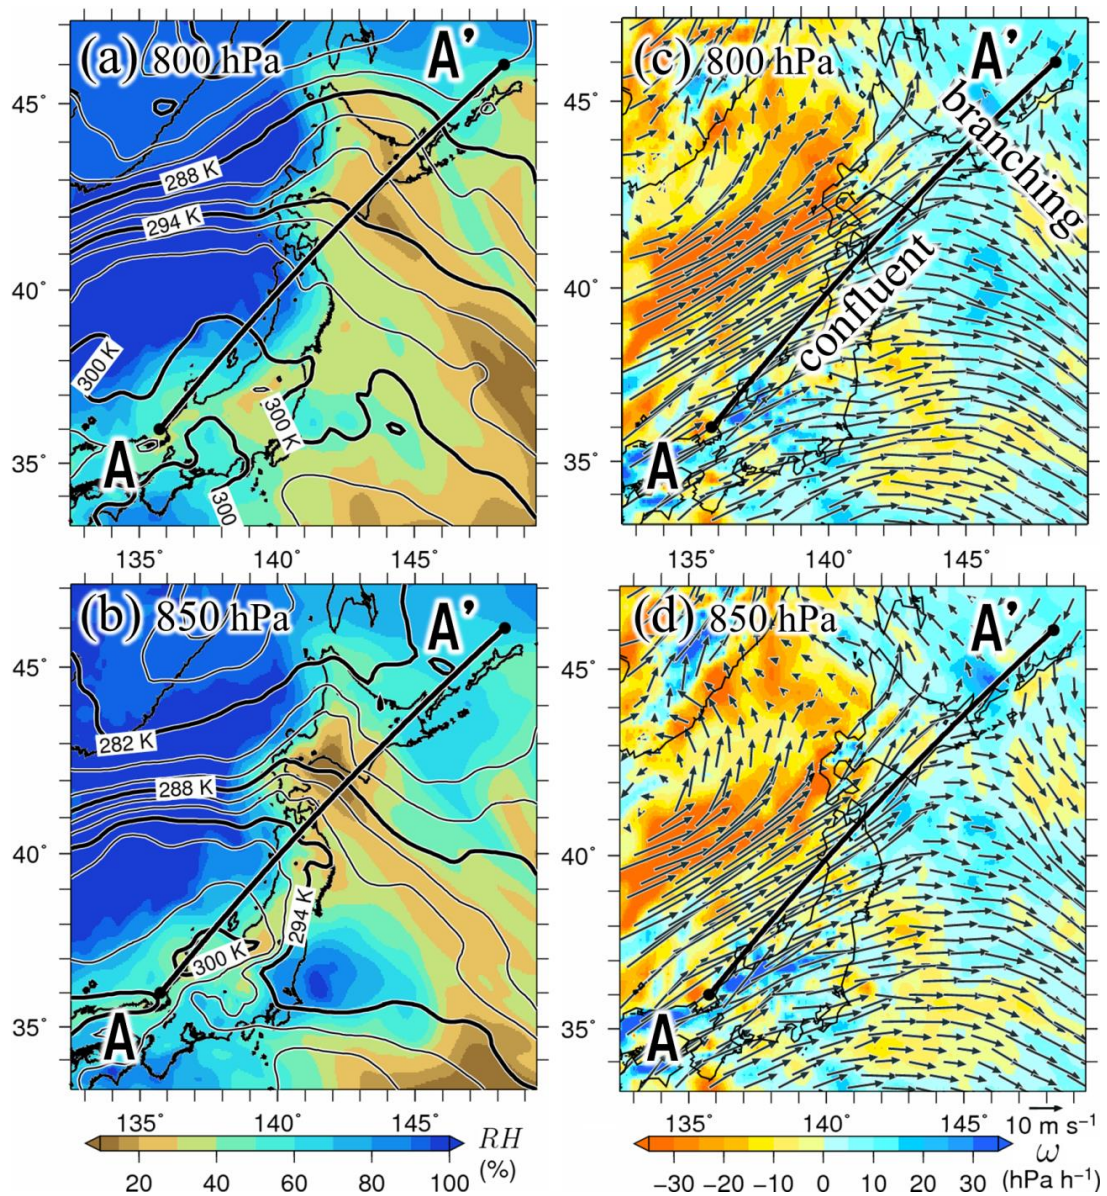 (a) 800 hPa
A’
45°
288 K
294 K
40°
300 K
300 K
A
35°
300
135° 140° 145°
(c) 800 hPa
A’
45°
branching
40°
confluent
A
35°
135° 140° 145°
(b) 850 hPa
A’
45°
282 K
288 K
40°
294 K
300 K
A
35°
135° 140° 145°
20 40 60 80 100
RH
(%)
(d) 850 hPa
A’
45°
40°
A
35°
135° 140° 145°
10 m s⁻¹
−30 −20 −10 0 10 20 30
ω
(hPa h⁻¹)